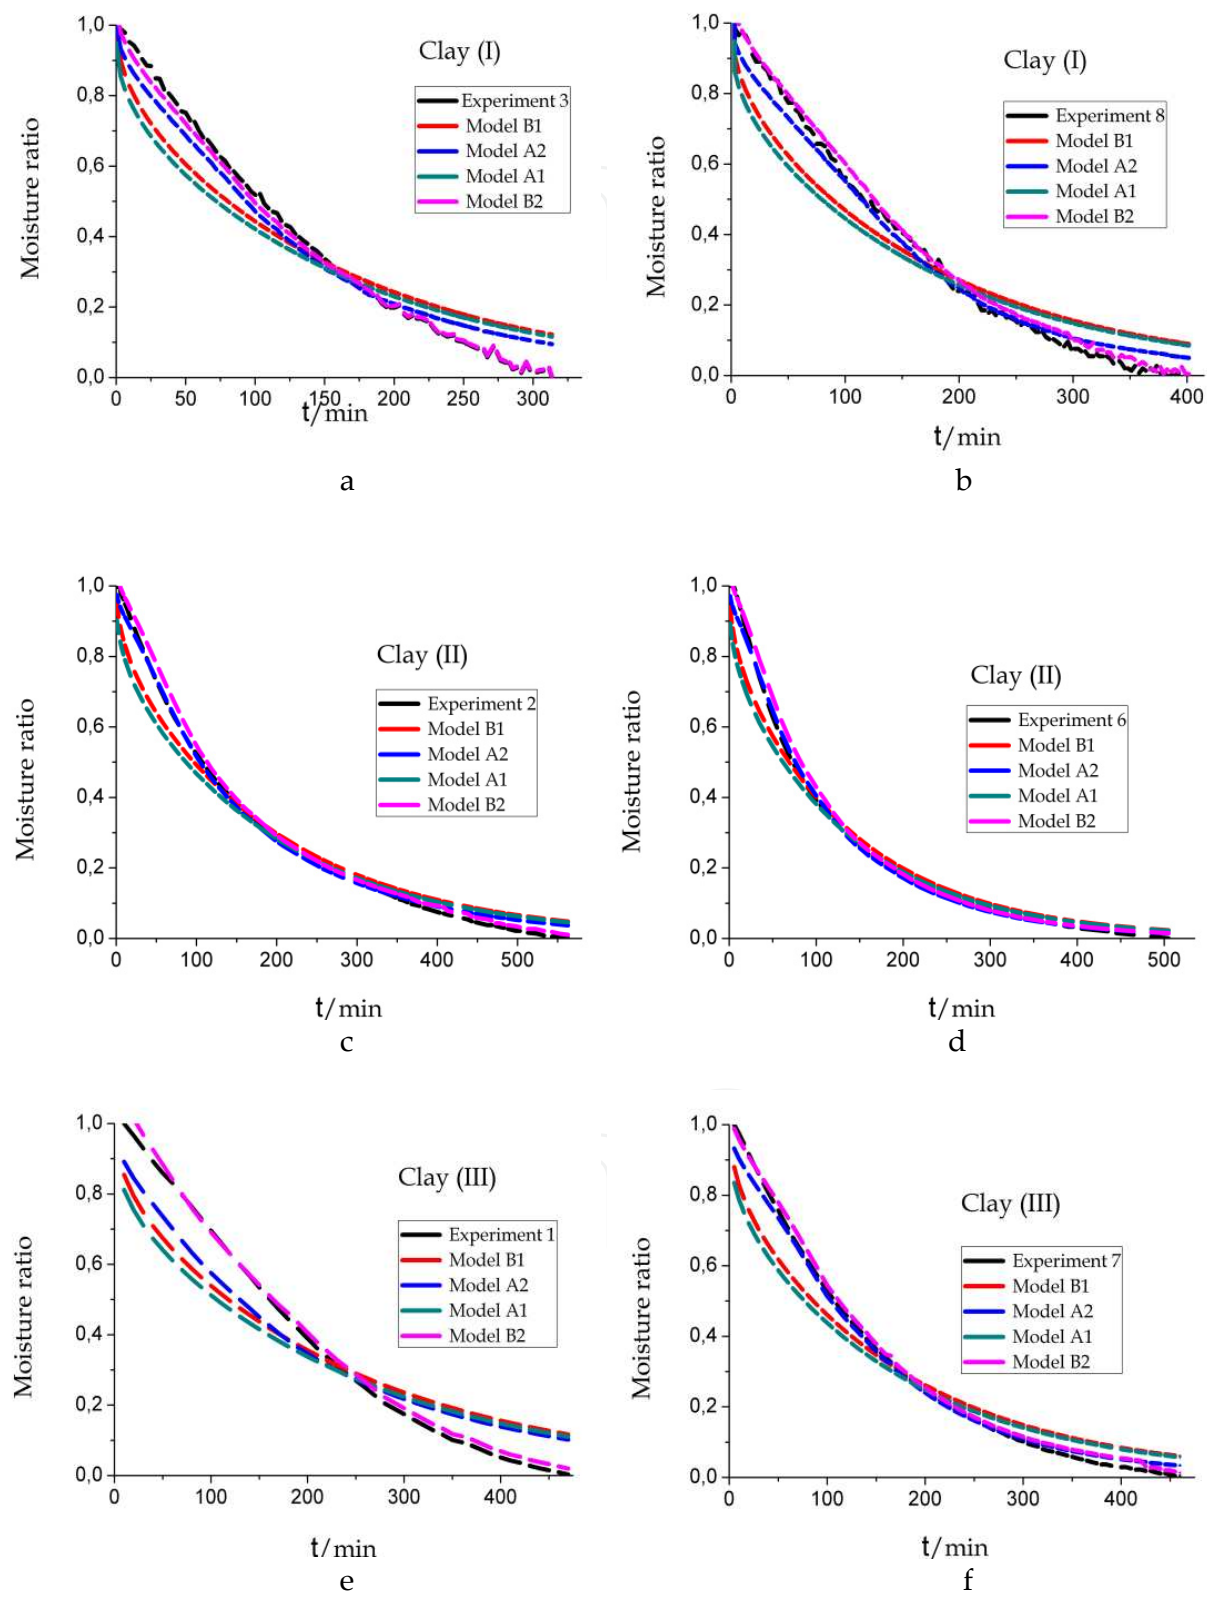 Clay (I)
Experiment 3
Model B1
Model A2
Model A1
Model B2
Moisture ratio
1,0
0,8
0,6
0,4
0,2
0,0
0 50 100 150 200 250 300
t/min
a
Clay (I)
Experiment 8
Model B1
Model A2
Model A1
Model B2
Moisture ratio
1,0
0,8
0,6
0,4
0,2
0,0
0 100 200 300 400
t/min
b
Clay (II)
Experiment 2
Model B1
Model A2
Model A1
Model B2
Moisture ratio
1,0
0,8
0,6
0,4
0,2
0,0
0 100 200 300 400 500
t/min
c
Clay (II)
Experiment 6
Model B1
Model A2
Model A1
Model B2
Moisture ratio
1,0
0,8
0,6
0,4
0,2
0,0
0 100 200 300 400 500
t/min
d
Clay (III)
Experiment 1
Model B1
Model A2
Model A1
Model B2
Moisture ratio
1,0
0,8
0,6
0,4
0,2
0,0
0 100 200 300 400
t/min
e
Clay (III)
Experiment 7
Model B1
Model A2
Model A1
Model B2
Moisture ratio
1,0
0,8
0,6
0,4
0,2
0,0
0 100 200 300 400
t/min
f